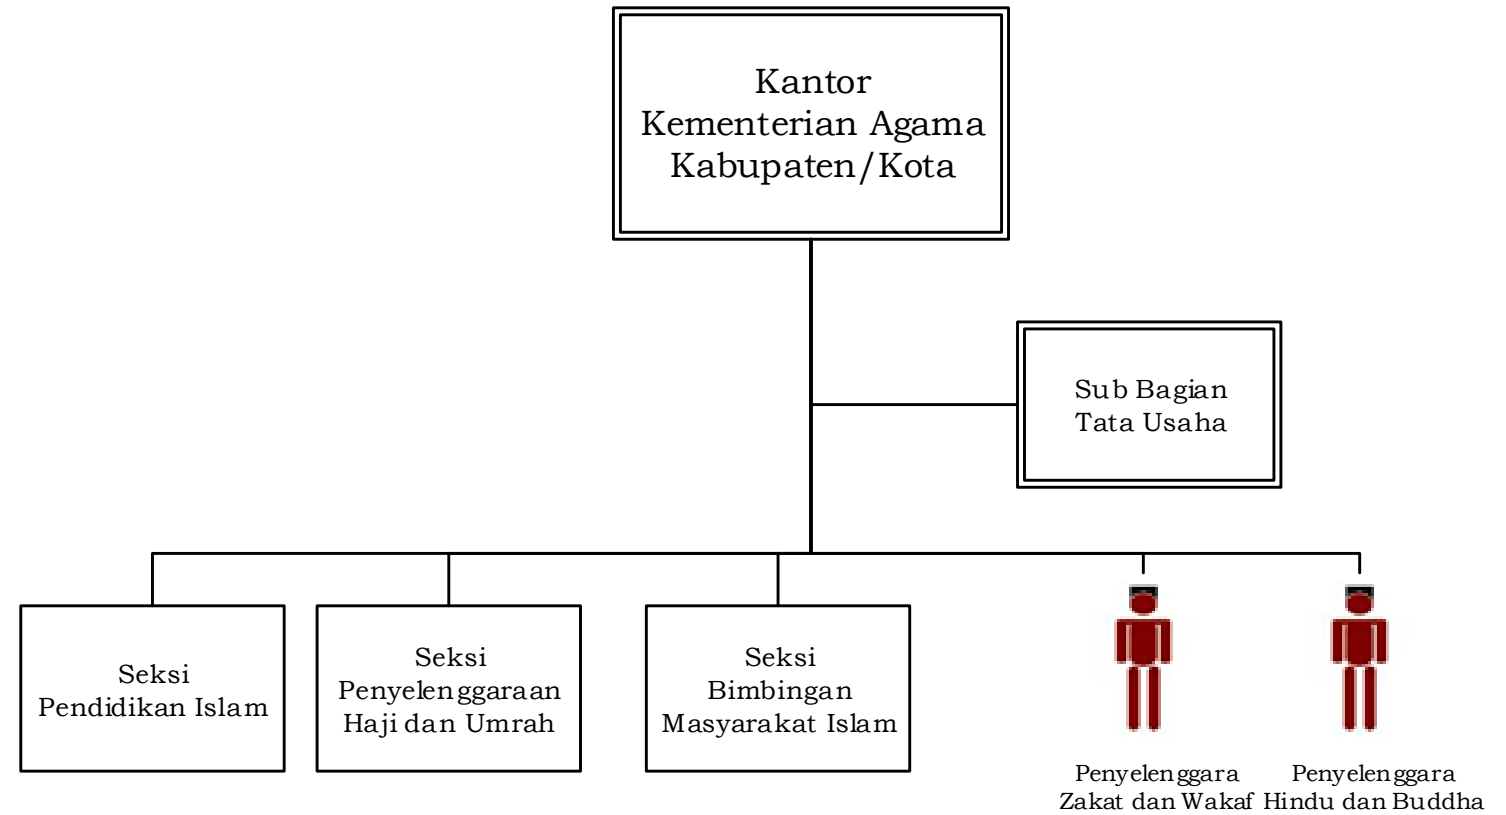 Kantor
Kementerian Agama
Kabupaten/Kota
Sub Bagian
Tata Usaha
Seksi
Pendidikan Islam
Seksi
Penyelenggaraan
Haji dan Umrah
Seksi
Bimbingan
Masyarakat Islam
Penyelenggara
Zakat dan Wakaf
Penyelenggara
Hindu dan Buddha